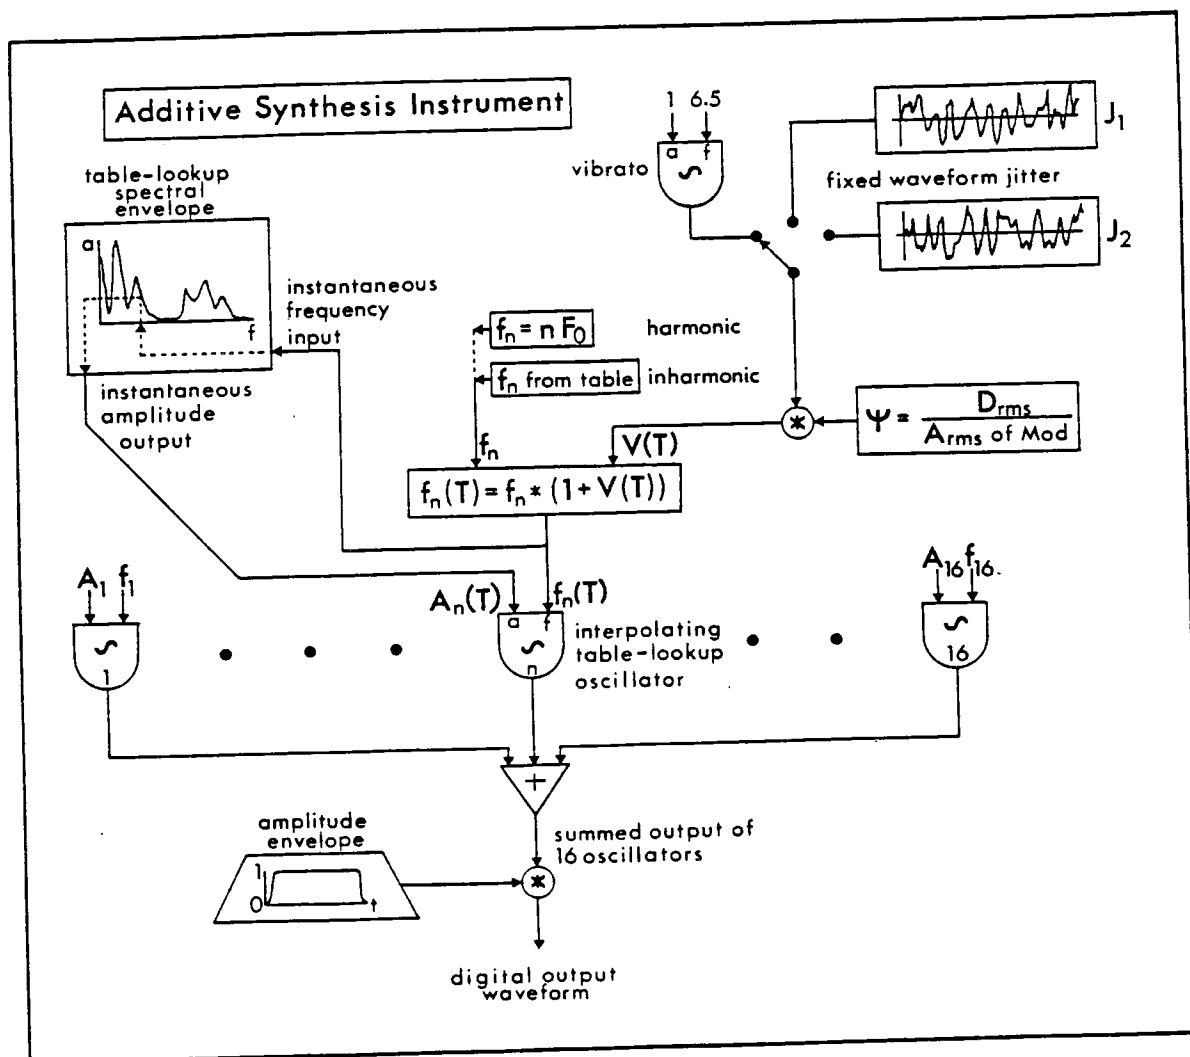 Additive Synthesis Instrument
1 6.5
a f
vibrato
J₁
fixed waveform jitter
J₂
table-lookup
spectral
envelope
a
f
instantaneous
frequency
input
instantaneous
amplitude
output
fₙ = n F₀
harmonic
fₙ from table
inharmonic
fₙ
V(T)
*
Ψ = Drms / Arms of Mod
fₙ(T) = fₙ * (1 + V(T))
A₁ f₁
1
Aₙ(T)
fₙ(T)
a f
n
interpolating
table-lookup
oscillator
A₁₆ f₁₆
16
+
summed output of
16 oscillators
amplitude
envelope
1
0
t
*
digital output
waveform